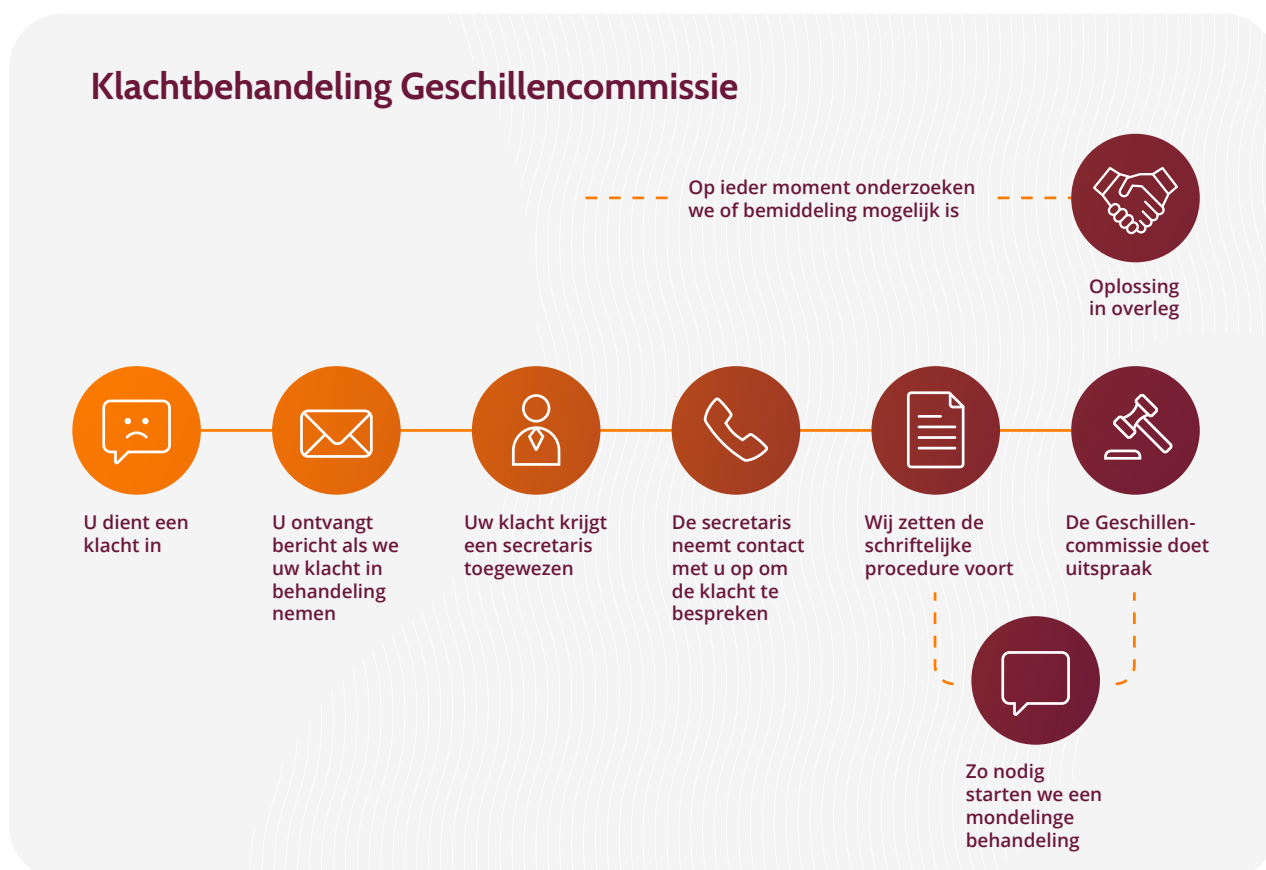 Klachtbehandeling Geschillencommissie
Op ieder moment onderzoeken
we of bemiddeling mogelijk is
Oplossing
in overleg
U dient een
klacht in
U ontvangt
bericht als we
uw klacht in
behandeling
nemen
Uw klacht krijgt
een secretaris
toegewezen
De secretaris
neemt contact
met u op om
de klacht te
bespreken
Wij zetten de
schriftelijke
procedure voort
De Geschillen-
commissie doet
uitspraak
Zo nodig
starten we een
mondelinge
behandeling